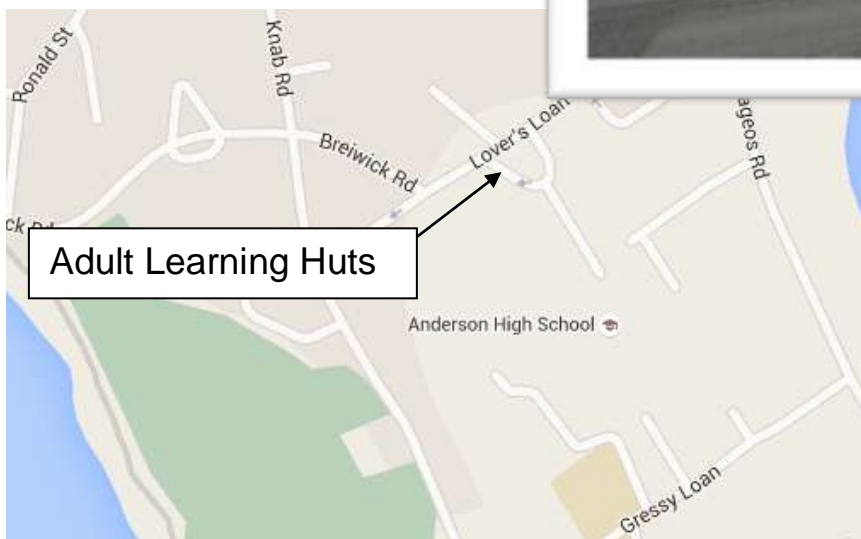 Ronald St
Knab Rd
Breiwick Rd
Lover's Loan
ageos Rd
ck Rd
Adult Learning Huts
Anderson High School
Gressy Loan